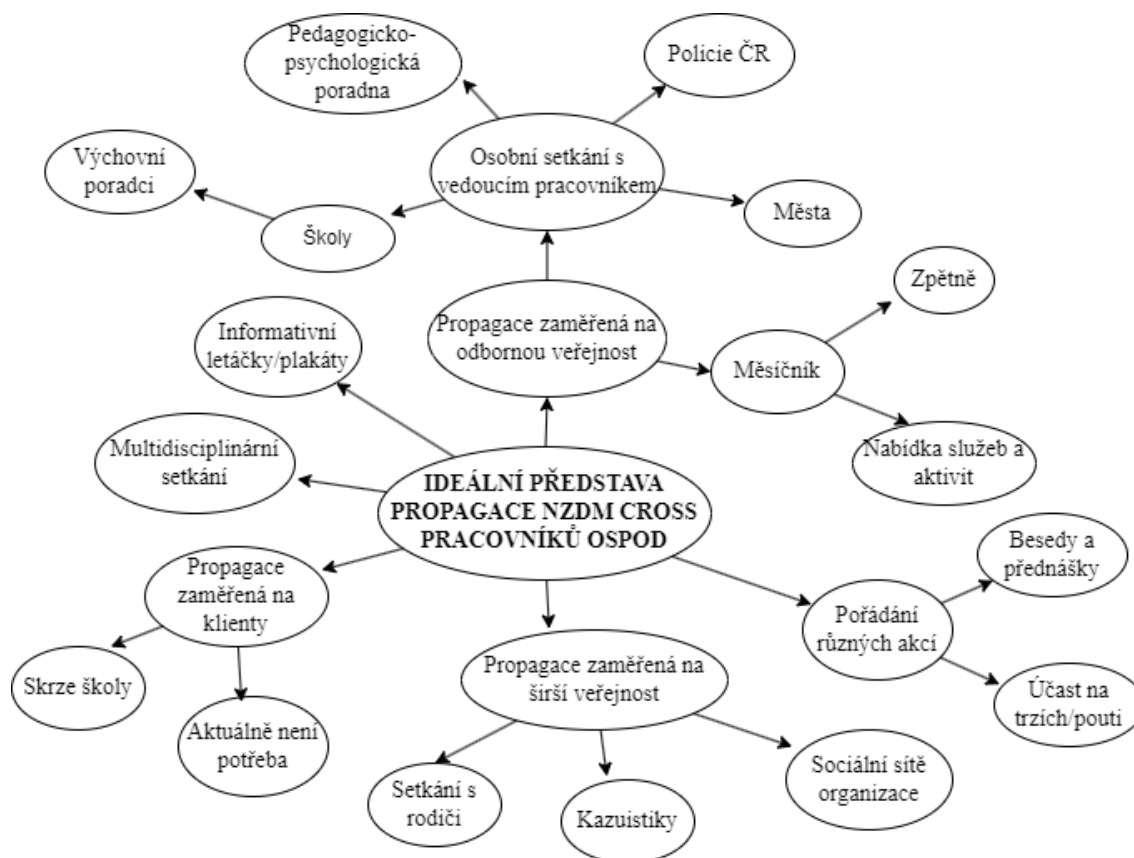 Pedagogicko-
psychologická
poradna
Policie ČR
Výchovní
poradci
Osobní setkání s
vedoucím pracovníkem
Města
Školy
Zpětně
Informativní
letáčky/plakáty
Propagace zaměřená na
odbornou veřejnost
Měsíčník
Multidisciplinární
setkání
Nabídka služeb a
aktivit
IDEÁLNÍ PŘEDSTAVA
PROPAGACE NZDM CROSS
PRACOVNÍKŮ OSPOD
Besedy a
přednášky
Propagace
zaměřená na
klienty
Pořádání
různých akcí
Skrze školy
Propagace zaměřená na
širší veřejnost
Účast na
trzích/pouti
Aktuálně není
potřeba
Setkání s
rodiči
Kazuistiky
Sociální sítě
organizace